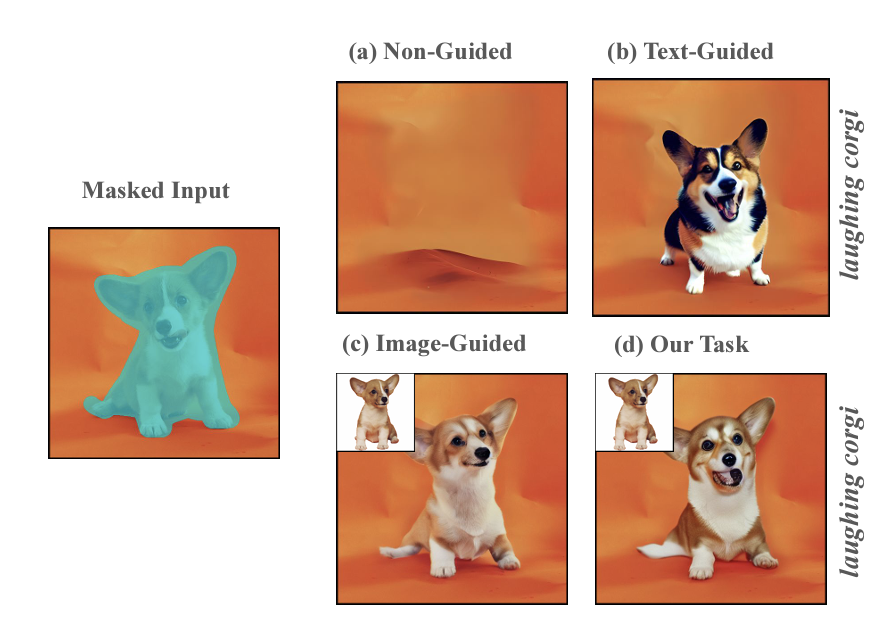 (a) Non-Guided
(b) Text-Guided
laughing corgi
Masked Input
(c) Image-Guided
(d) Our Task
laughing corgi